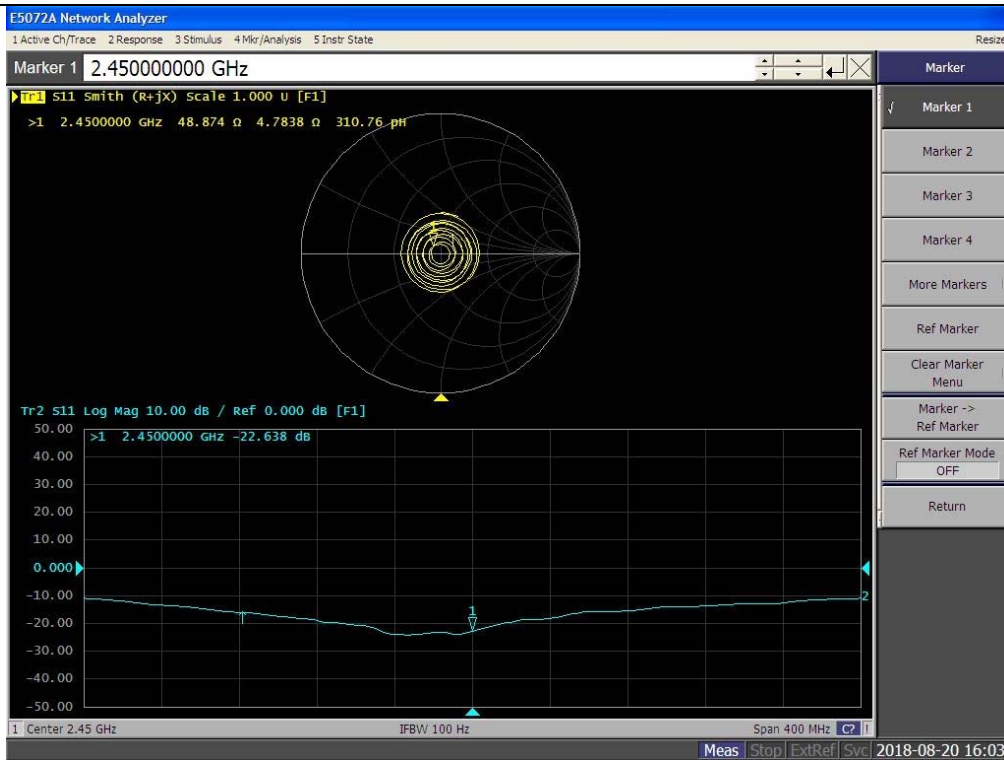 E5072A Network Analyzer
1 Active Ch/Trace 2 Response 3 Stimulus 4 Mkr/Analysis 5 Instr State Resize
Marker 1 2.450000000 GHz
Marker
Tr1 S11 Smith (R+jX) Scale 1.000 U [F1]
>1 2.4500000 GHz 48.874 Ω 4.7838 Ω 310.76 pH
1
Tr2 S11 Log Mag 10.00 dB / Ref 0.000 dB [F1]
>1 2.4500000 GHz -22.638 dB
50.00
40.00
30.00
20.00
10.00
0.000
-10.00
-20.00
-30.00
-40.00
-50.00
1
2
√ Marker 1
Marker 2
Marker 3
Marker 4
More Markers
Ref Marker
Clear Marker
Menu
Marker ->
Ref Marker
Ref Marker Mode
OFF
Return
1 Center 2.45 GHz IFBW 100 Hz Span 400 MHz C? !
Meas Stop ExtRef Svc 2018-08-20 16:03